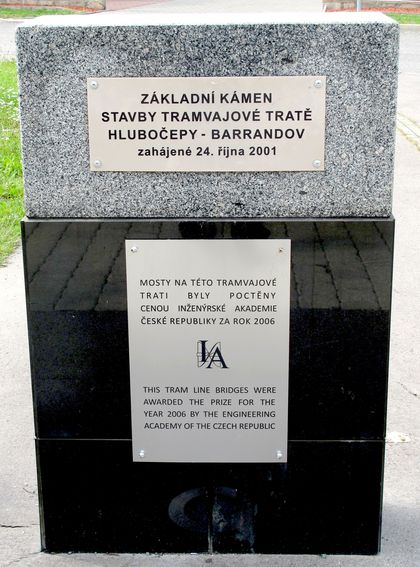 ZÁKLADNÍ KÁMEN
STAVBY TRAMVAJOVÉ TRATĚ
HLUBOČEPY - BARRANDOV
zahájené 24. října 2001
MOSTY NA TÉTO TRAMVAJOVÉ
TRATI BYLY POCTĚNY
CENOU INŽENÝRSKÉ AKADEMIE
ČESKÉ REPUBLIKY ZA ROK 2006
IA
THIS TRAM LINE BRIDGES WERE
AWARDED THE PRIZE FOR THE
YEAR 2006 BY THE ENGINEERING
ACADEMY OF THE CZECH REPUBLIC